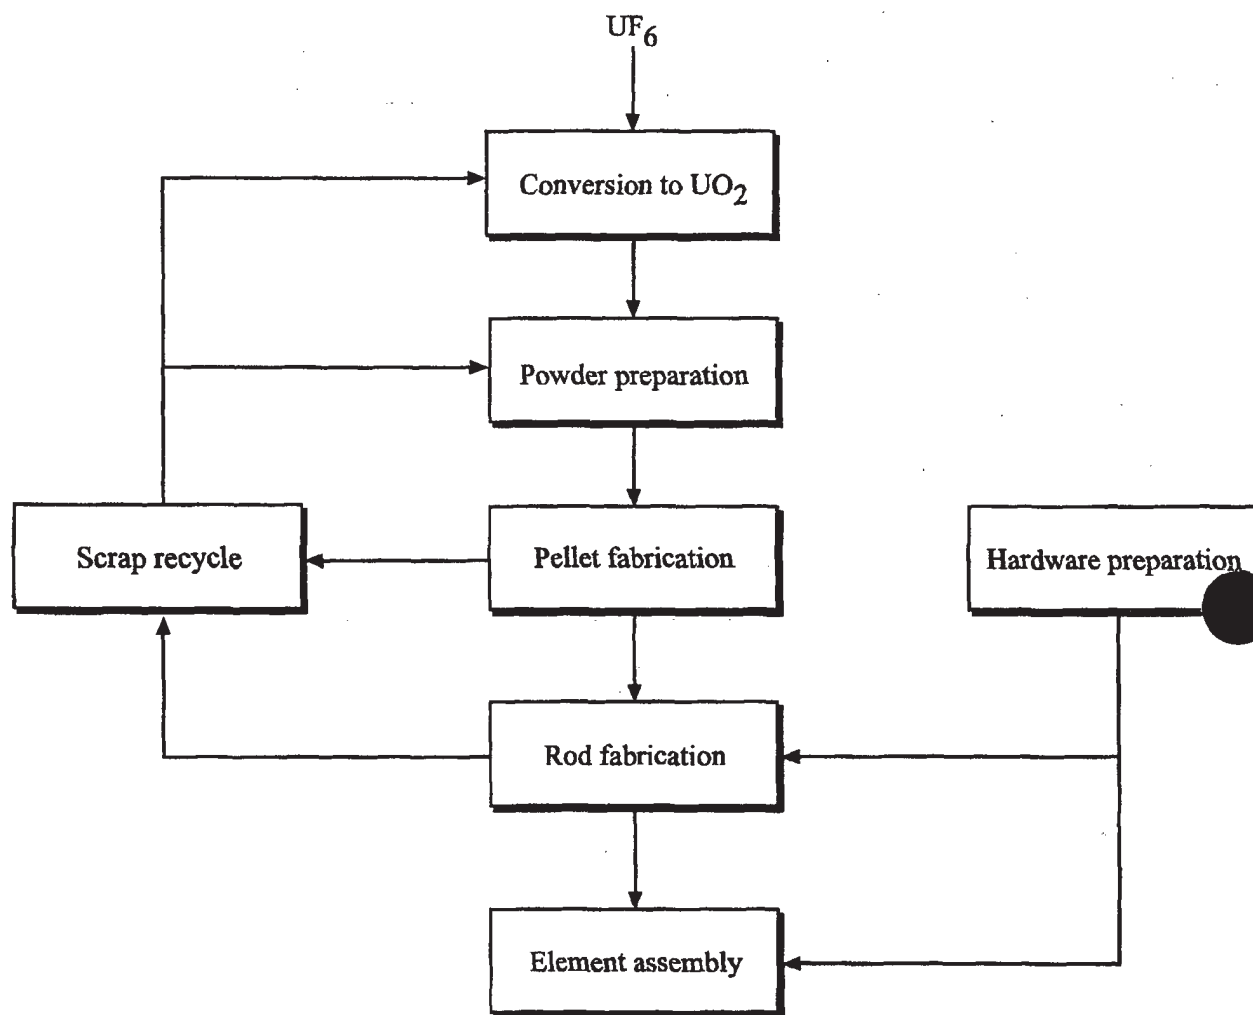 UF6
Conversion to UO2
Powder preparation
Scrap recycle
Pellet fabrication
Hardware preparation
Rod fabrication
Element assembly